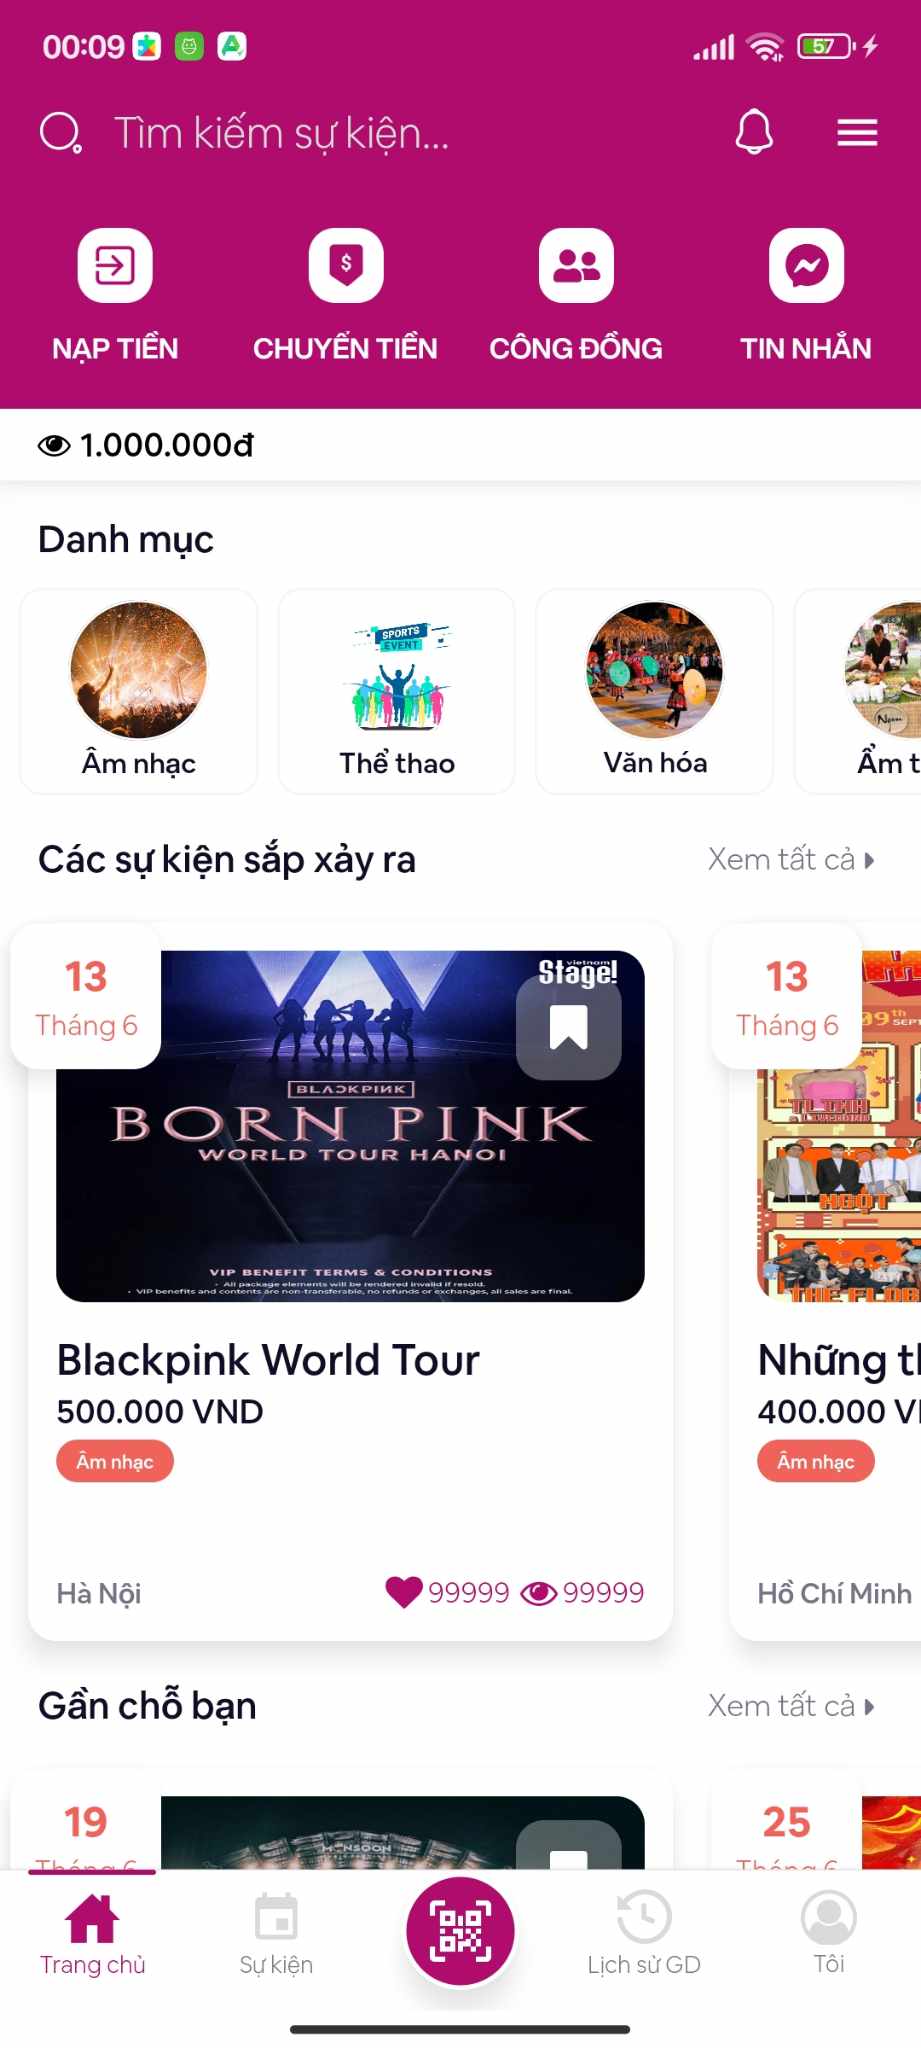 00:09
57
Tìm kiếm sự kiện...
NẠP TIỀN
CHUYỂN TIỀN
CÔNG ĐỒNG
TIN NHẮN
1.000.000đ
Danh mục
SPORTS
EVENT
Âm nhạc
Thể thao
Văn hóa
Ẩm t
Các sự kiện sắp xảy ra
Xem tất cả
13
Tháng 6
vietnam
Stage!
BLACKPINK
BORN PINK
WORLD TOUR HANOI
VIP BENEFIT TERMS & CONDITIONS
• All package elements will be rendered invalid if resold.
• VIP benefits and contents are non-transferable, no refunds or exchanges, all sales are final.
Blackpink World Tour
500.000 VND
Âm nhạc
Hà Nội
99999
99999
13
Tháng 6
09th
SEPT
NGỌT
THE FLOB
Những th
400.000 VN
Âm nhạc
Hồ Chí Minh
Gần chỗ bạn
Xem tất cả
19
Tháng 6
MONSOON
25
Tháng 6
Trang chủ
Sự kiện
Lịch sử GD
Tôi